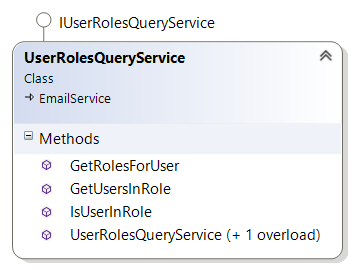 IUserRolesQueryService
UserRolesQueryService
Class
EmailService
Methods
GetRolesForUser
GetUsersInRole
IsUserInRole
UserRolesQueryService (+ 1 overload)